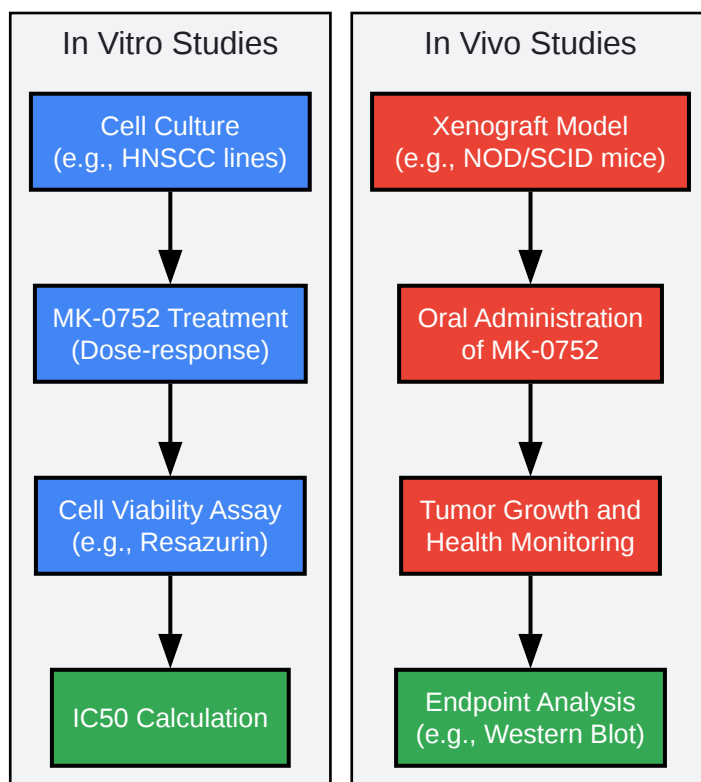 In Vitro Studies
Cell Culture
(e.g., HNSCC lines)
MK-0752 Treatment
(Dose-response)
Cell Viability Assay
(e.g., Resazurin)
IC50 Calculation
In Vivo Studies
Xenograft Model
(e.g., NOD/SCID mice)
Oral Administration
of MK-0752
Tumor Growth and
Health Monitoring
Endpoint Analysis
(e.g., Western Blot)